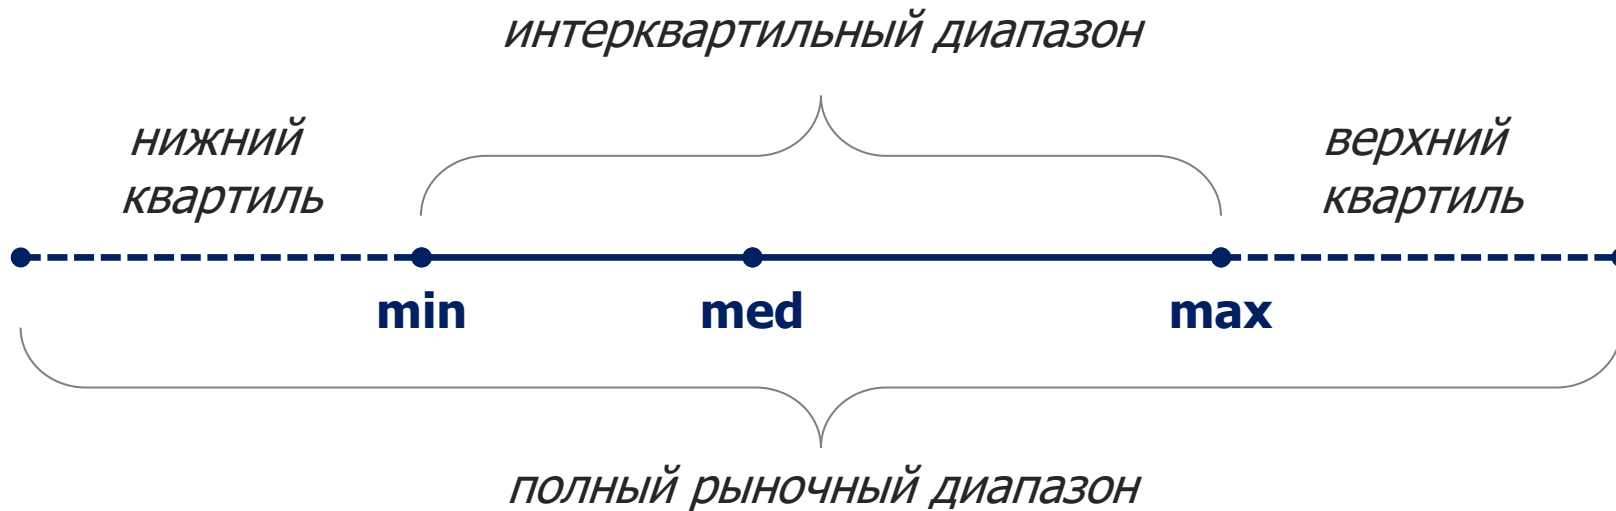 интерквартильный диапазон
нижний
квартиль
верхний
квартиль
min
med
max
полный рыночный диапазон